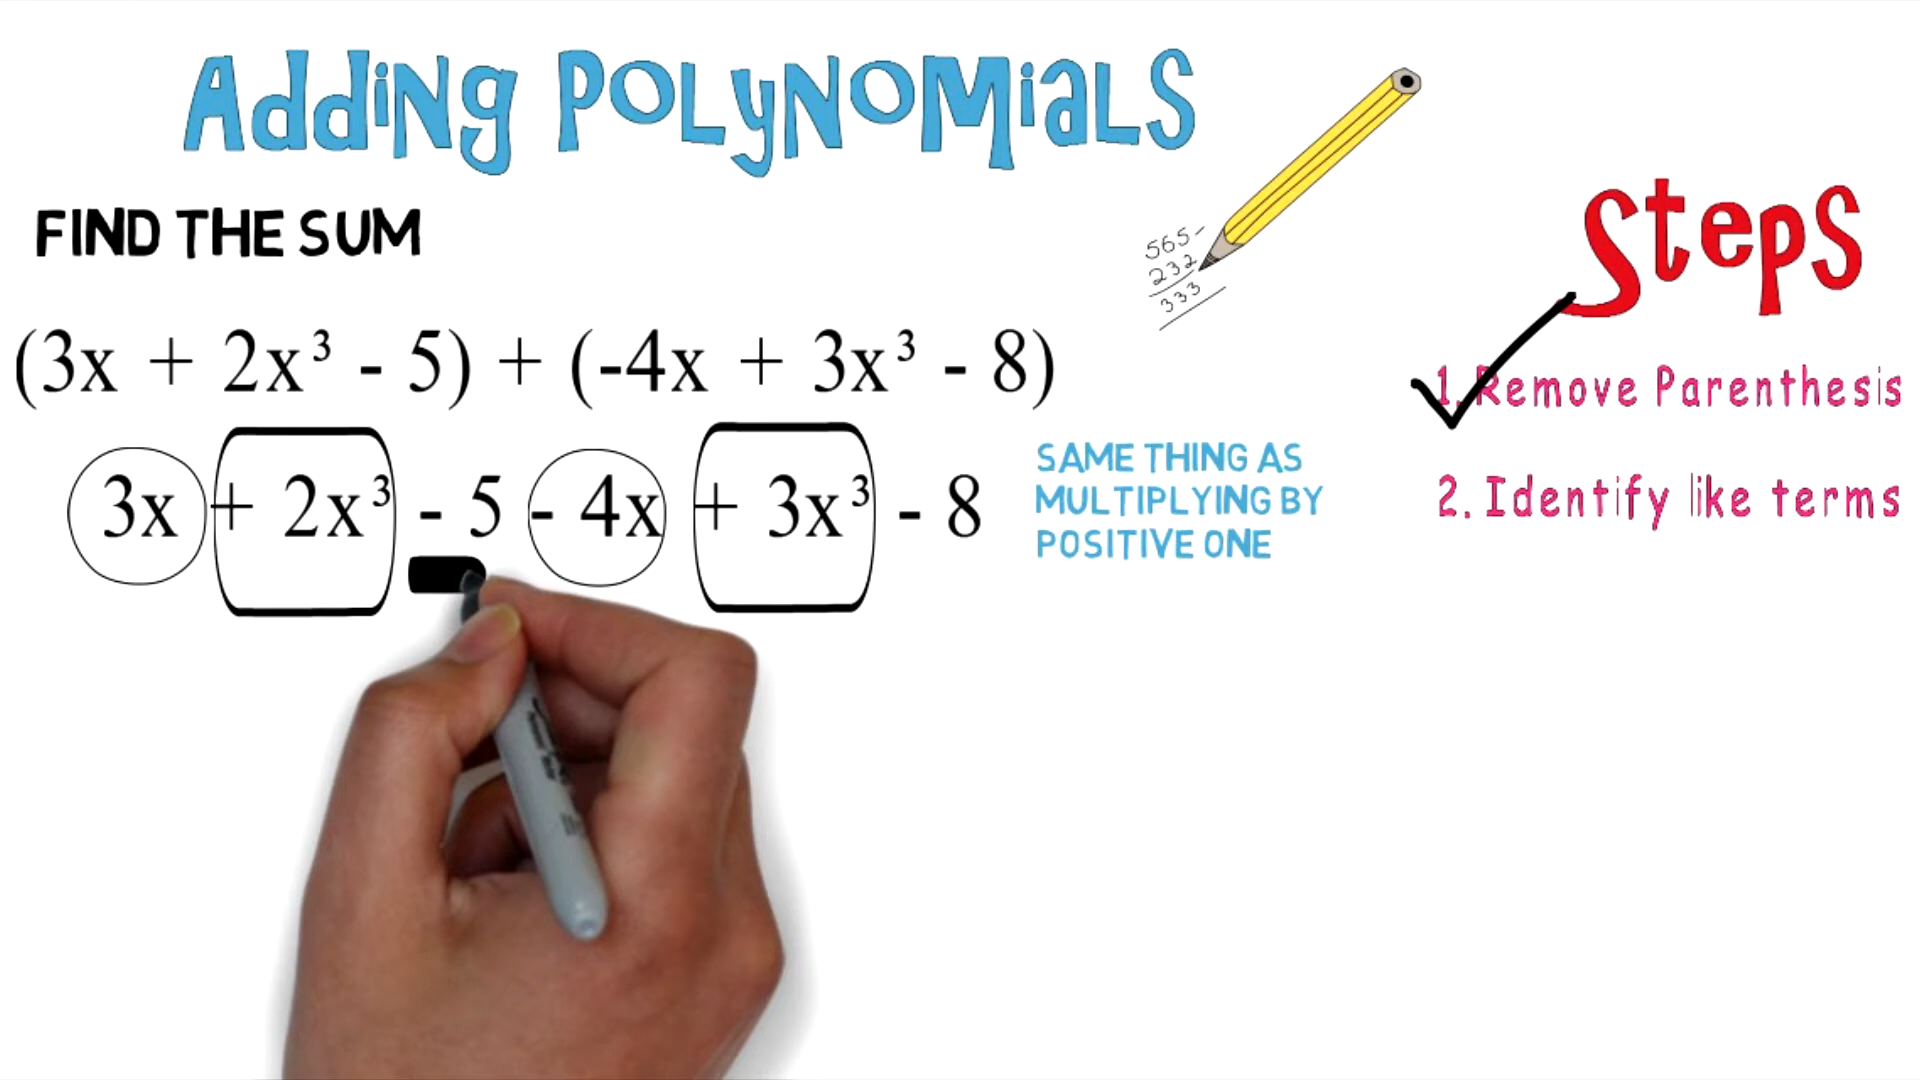 Adding Polynomials
FIND THE SUM
565-
232
333
Steps
(3x + 2x³ - 5) + (-4x + 3x³ - 8)
1. Remove Parenthesis
3x + 2x³ - 5 - 4x + 3x³ - 8
SAME THING AS
MULTIPLYING BY
POSITIVE ONE
2. Identify like terms